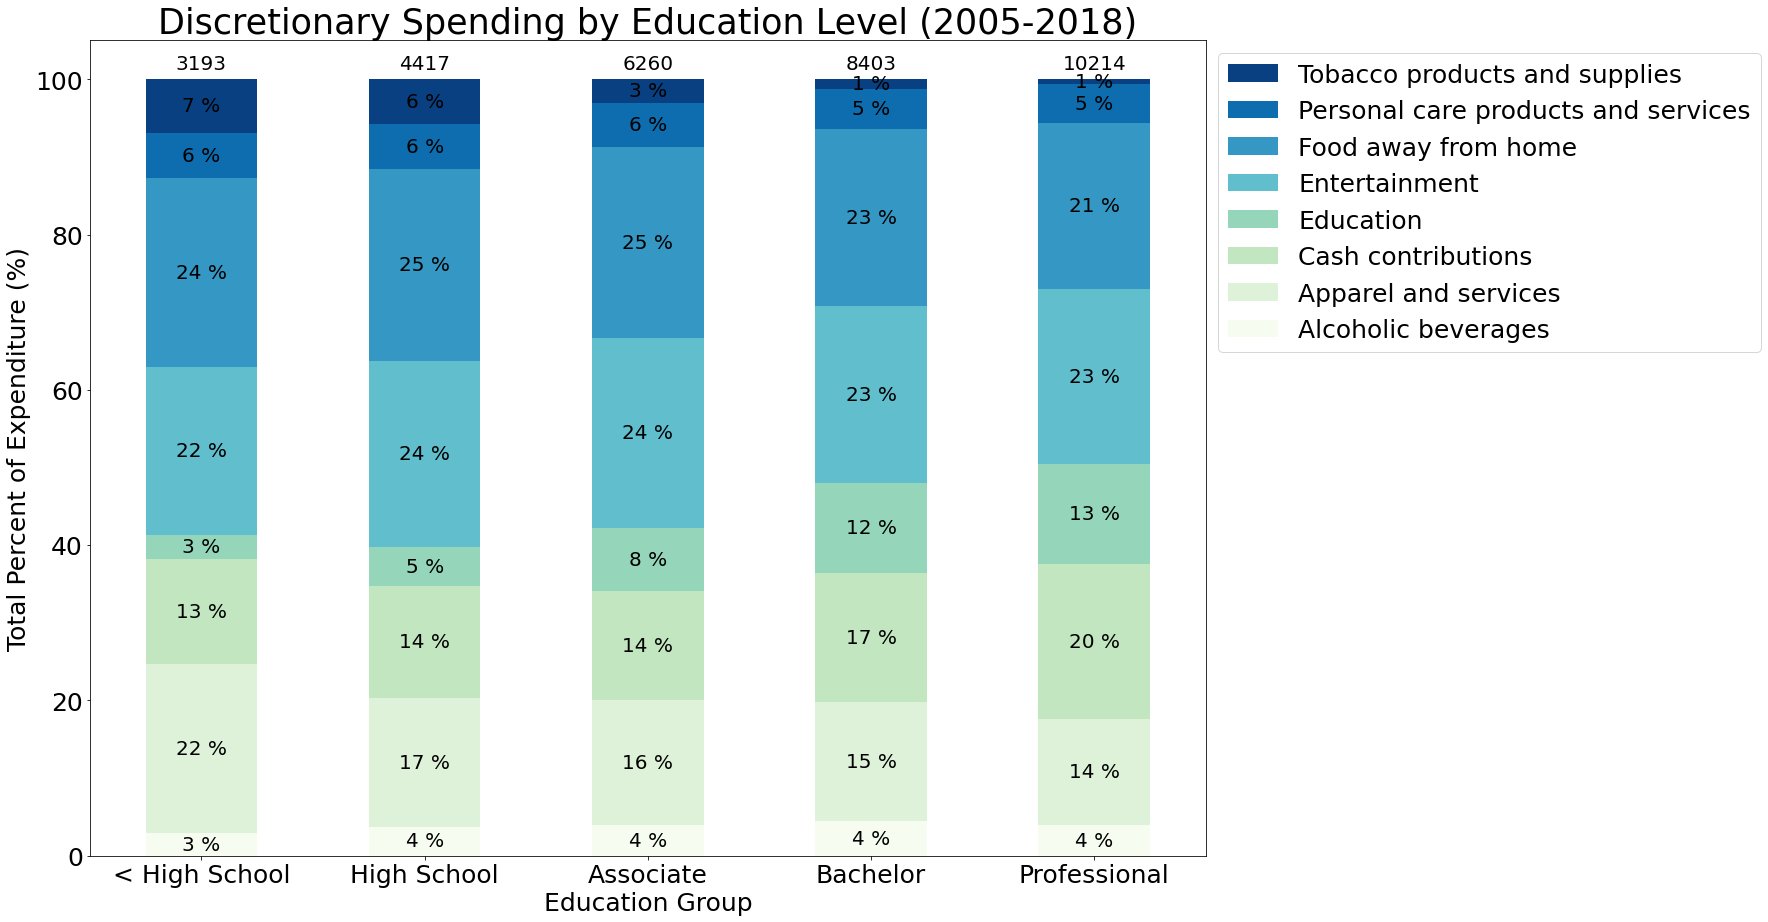 Discretionary Spending by Education Level (2005-2018)
3193 4417 6260 8403 10214
100
80
60
40
20
0
Total Percent of Expenditure (%)
7 % 6 % 3 % 1 % 1 %
6 % 6 % 6 % 5 % 5 %
24 % 25 % 25 % 23 % 21 %
22 % 24 % 24 % 23 % 23 %
3 % 5 % 8 % 12 % 13 %
13 % 14 % 14 % 17 % 20 %
22 % 17 % 16 % 15 % 14 %
3 % 4 % 4 % 4 % 4 %
< High School High School Associate Bachelor Professional
Education Group
Tobacco products and supplies
Personal care products and services
Food away from home
Entertainment
Education
Cash contributions
Apparel and services
Alcoholic beverages